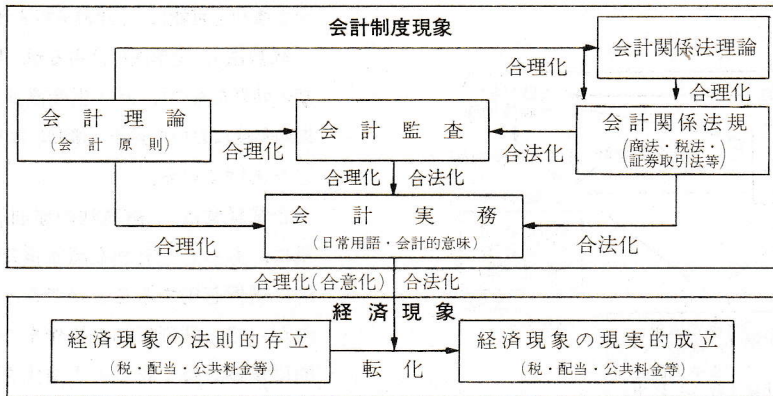 会計制度現象
会計関係法理論
合理化
合理化
会計理論
(会計原則)
合理化
会計監査
合法化
会計関係法規
(商法・税法・
証券取引法等)
合理化
合法化
会計実務
(日常用語・会計的意味)
合理化
合法化
合理化(合意化)
合法化
経済現象
経済現象の法則的存立
(税・配当・公共料金等)
転化
経済現象の現実的成立
(税・配当・公共料金等)